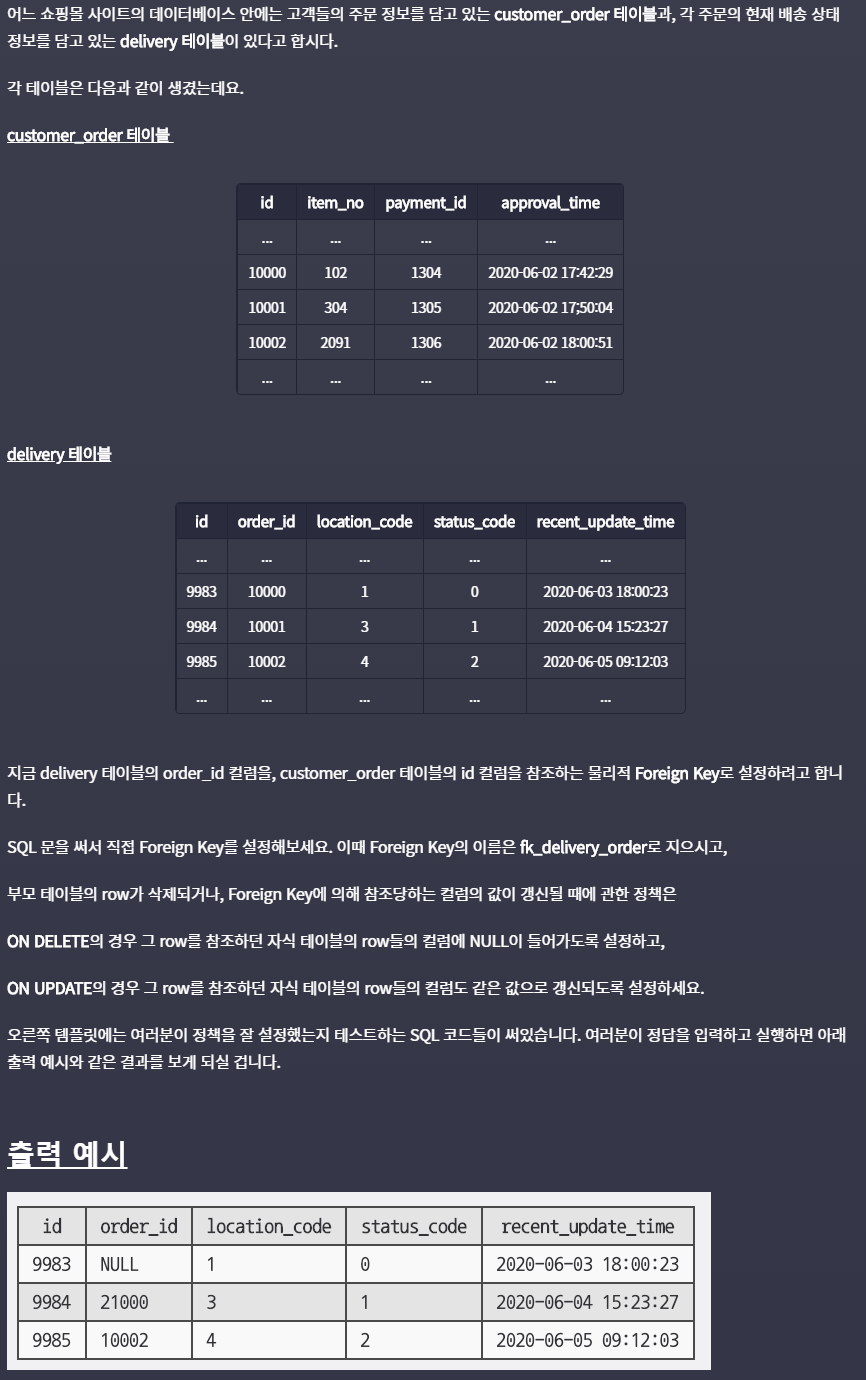 어느 쇼핑몰 사이트의 데이터베이스 안에는 고객들의 주문 정보를 담고 있는 customer_order 테이블과, 각 주문의 현재 배송 상태
정보를 담고 있는 delivery 테이블이 있다고 합시다.
각 테이블은 다음과 같이 생겼는데요.
customer_order 테이블
id item_no payment_id approval_time
... ... ... ...
10000 102 1304 2020-06-02 17:42:29
10001 304 1305 2020-06-02 17;50:04
10002 2091 1306 2020-06-02 18:00:51
... ... ... ...
delivery 테이블
id order_id location_code status_code recent_update_time
... ... ... ... ...
9983 10000 1 0 2020-06-03 18:00:23
9984 10001 3 1 2020-06-04 15:23:27
9985 10002 4 2 2020-06-05 09:12:03
... ... ... ... ...
지금 delivery 테이블의 order_id 컬럼을, customer_order 테이블의 id 컬럼을 참조하는 물리적 Foreign Key로 설정하려고 합니
다.
SQL 문을 써서 직접 Foreign Key를 설정해보세요. 이때 Foreign Key의 이름은 fk_delivery_order로 지으시고,
부모 테이블의 row가 삭제되거나, Foreign Key에 의해 참조당하는 컬럼의 값이 갱신될 때에 관한 정책은
ON DELETE의 경우 그 row를 참조하던 자식 테이블의 row들의 컬럼에 NULL이 들어가도록 설정하고,
ON UPDATE의 경우 그 row를 참조하던 자식 테이블의 row들의 컬럼도 같은 값으로 갱신되도록 설정하세요.
오른쪽 템플릿에는 여러분이 정책을 잘 설정했는지 테스트하는 SQL 코드들이 써있습니다. 여러분이 정답을 입력하고 실행하면 아래
출력 예시와 같은 결과를 보게 되실 겁니다.
출력 예시
id order_id location_code status_code recent_update_time
9983 NULL 1 0 2020-06-03 18:00:23
9984 21000 3 1 2020-06-04 15:23:27
9985 10002 4 2 2020-06-05 09:12:03